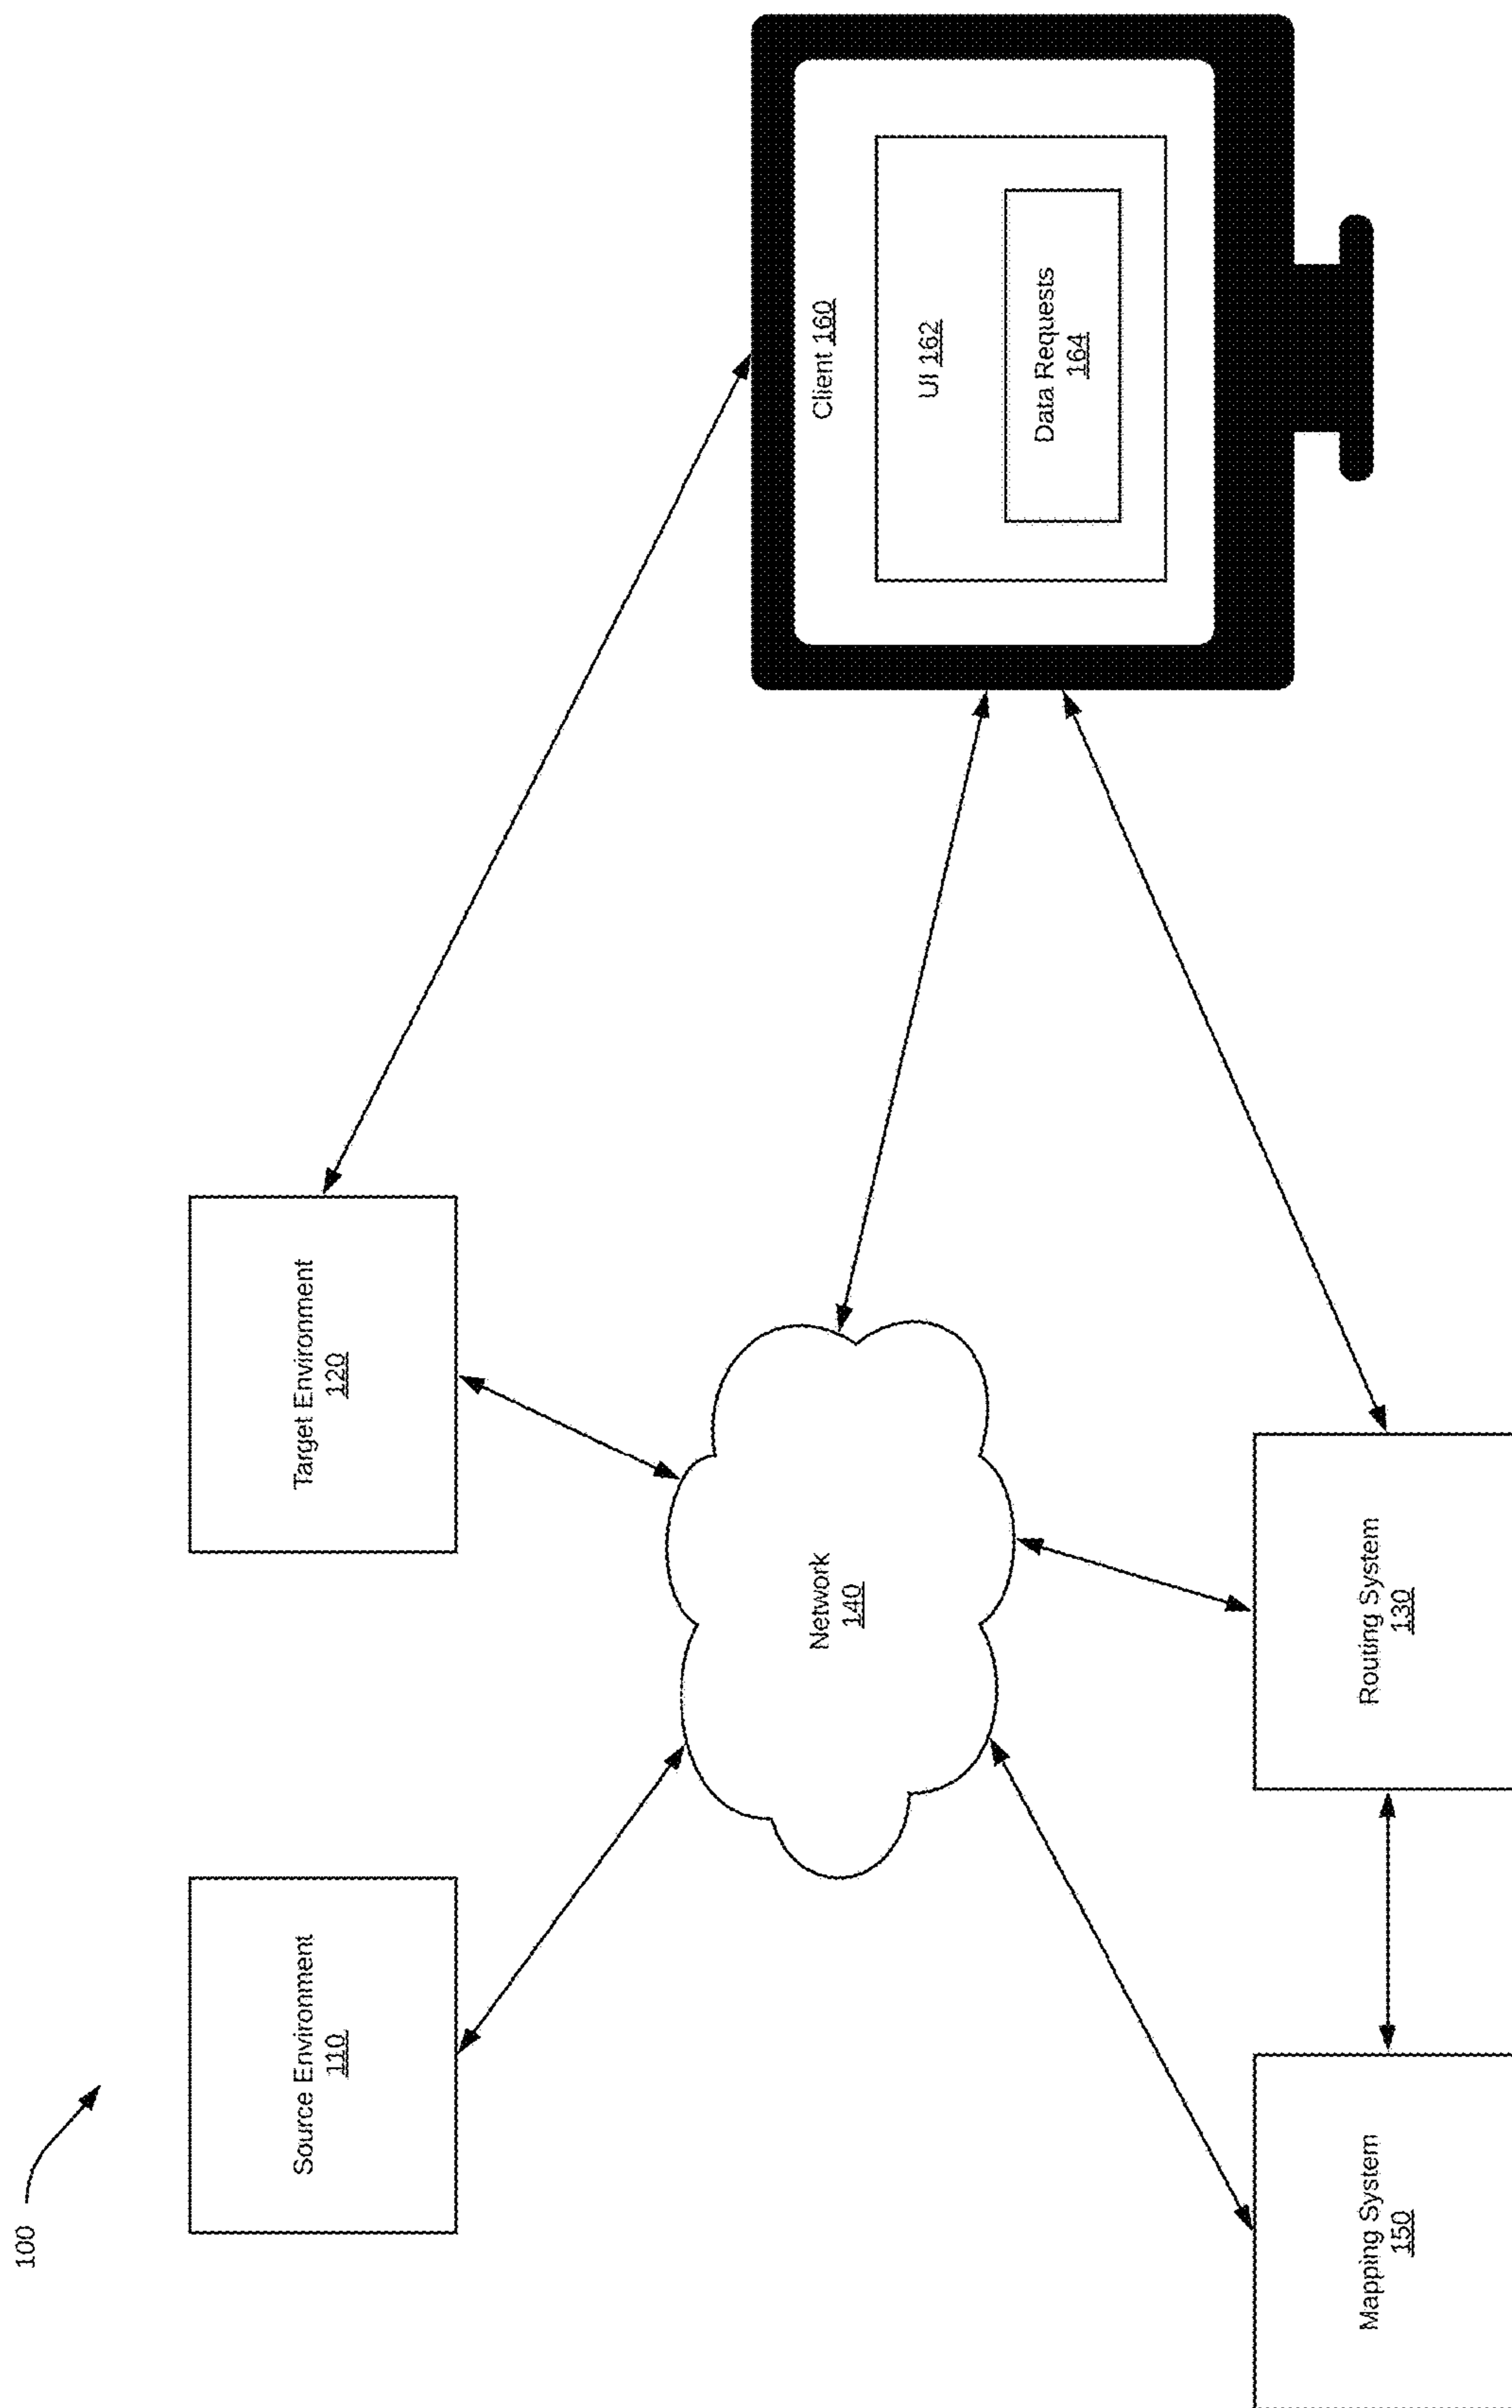 100
Source Environment
110
Target Environment
120
Network
140
Client 160
UI 162
Data Requests
164
Mapping System
150
Routing System
130